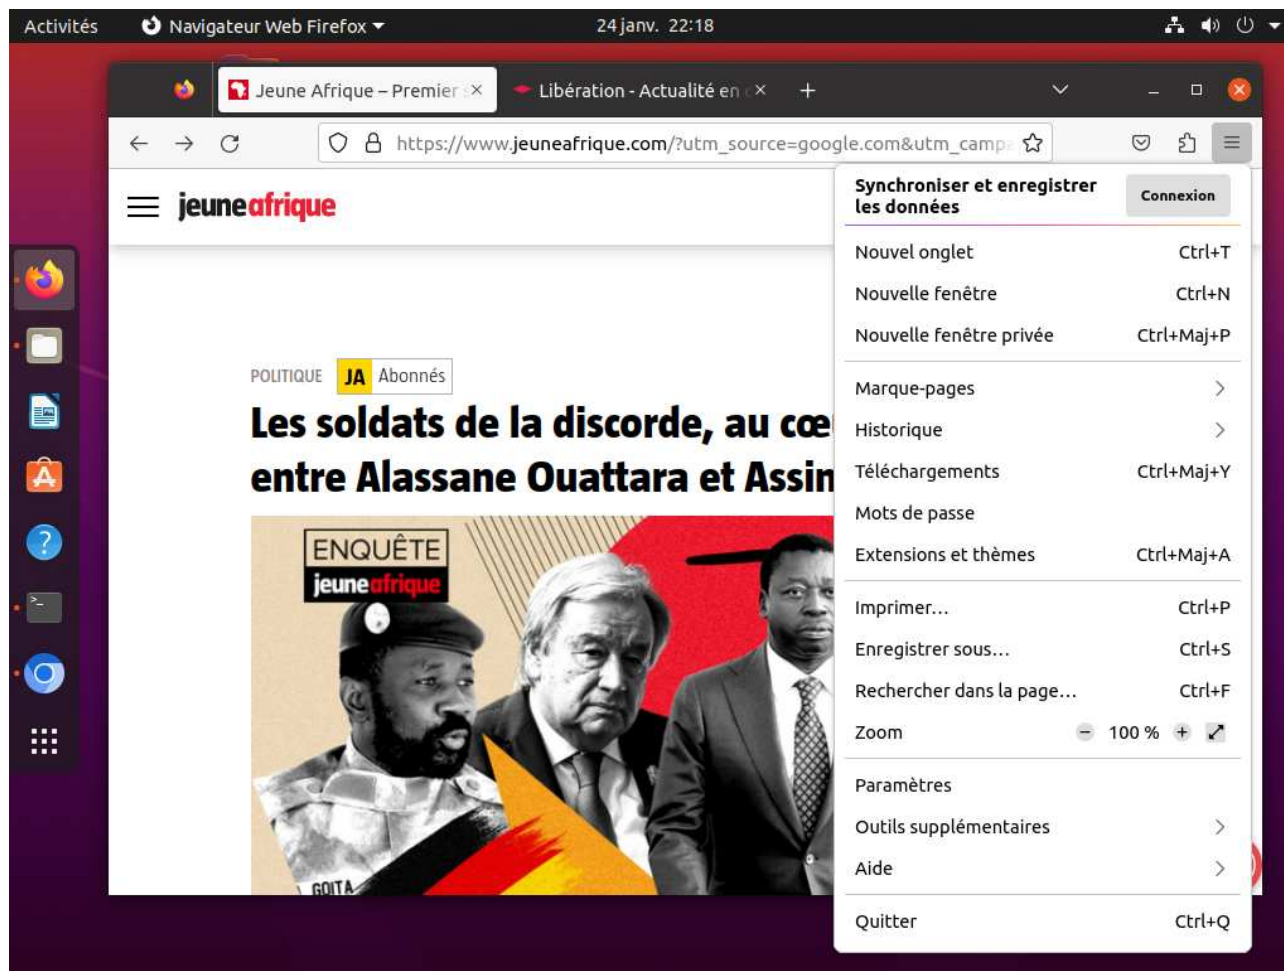 Activités
Navigateur Web Firefox
24 janv. 22:18
Jeune Afrique – Premier
Libération - Actualité en
https://www.jeuneafrique.com/?utm_source=google.com&utm_camp
jeuneafrique
POLITIQUE JA Abonnés
Les soldats de la discorde, au
entre Alassane Ouattara et
ENQUÊTE
jeuneafrique
GOITA
Synchroniser et enregistrer
les données
Connexion
Nouvel onglet Ctrl+T
Nouvelle fenêtre Ctrl+N
Nouvelle fenêtre privée Ctrl+Maj+P
Marque-pages
Historique
Téléchargements Ctrl+Maj+Y
Mots de passe
Extensions et thèmes Ctrl+Maj+A
Imprimer… Ctrl+P
Enregistrer sous… Ctrl+S
Rechercher dans la page… Ctrl+F
Zoom − 100 % +
Paramètres
Outils supplémentaires
Aide
Quitter Ctrl+Q